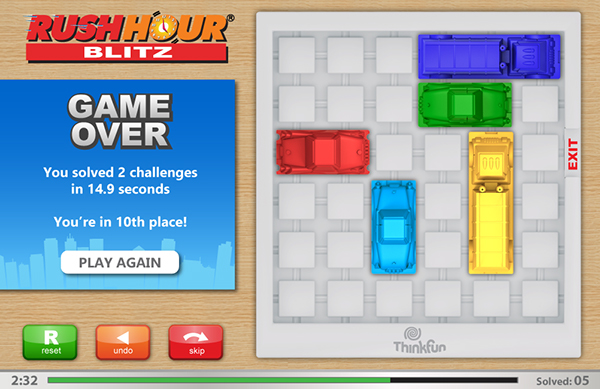 RUSH HOUR®
BLITZ
GAME
OVER
You solved 2 challenges
in 14.9 seconds
You're in 10th place!
PLAY AGAIN
R
reset
undo
skip
EXIT
Thinkfun
2:32
Solved: 05